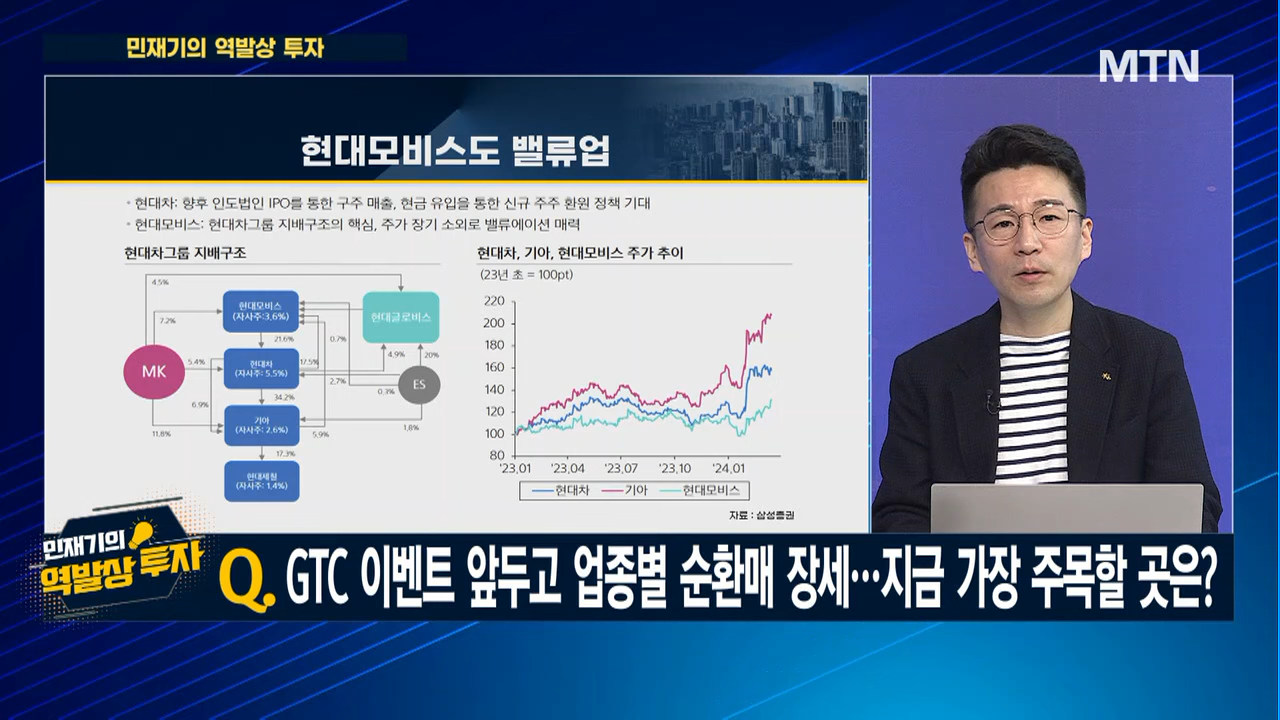 민재기의 역발상 투자
MTN
현대모비스도 밸류업
• 현대차: 향후 인도법인 IPO를 통한 구주 매출, 현금 유입을 통한 신규 주주 환원 정책 기대
• 현대모비스: 현대차그룹 지배구조의 핵심, 주가 장기 소외로 밸류에이션 매력
현대차그룹 지배구조
4.5%
현대모비스
(자사주:3.6%)
현대글로비스
7.2%
21.6%
0.7%
MK
5.4%
현대차
(자사주: 5.5%)
17.5%
4.9%
20%
2.7%
0.3%
ES
6.9%
34.2%
기아
(자사주: 2.6%)
11.8%
5.9%
1.8%
17.3%
현대제철
(자사주: 1.4%)
현대차, 기아, 현대모비스 주가 추이
(23년 초 = 100pt)
220
200
180
160
140
120
100
80
'23.01 '23.04 '23.07 '23.10 '24.01
현대차 기아 현대모비스
자료 : 삼성증권
민재기의
역발상 투자
Q. GTC 이벤트 앞두고 업종별 순환매 장세…지금 가장 주목할 곳은?